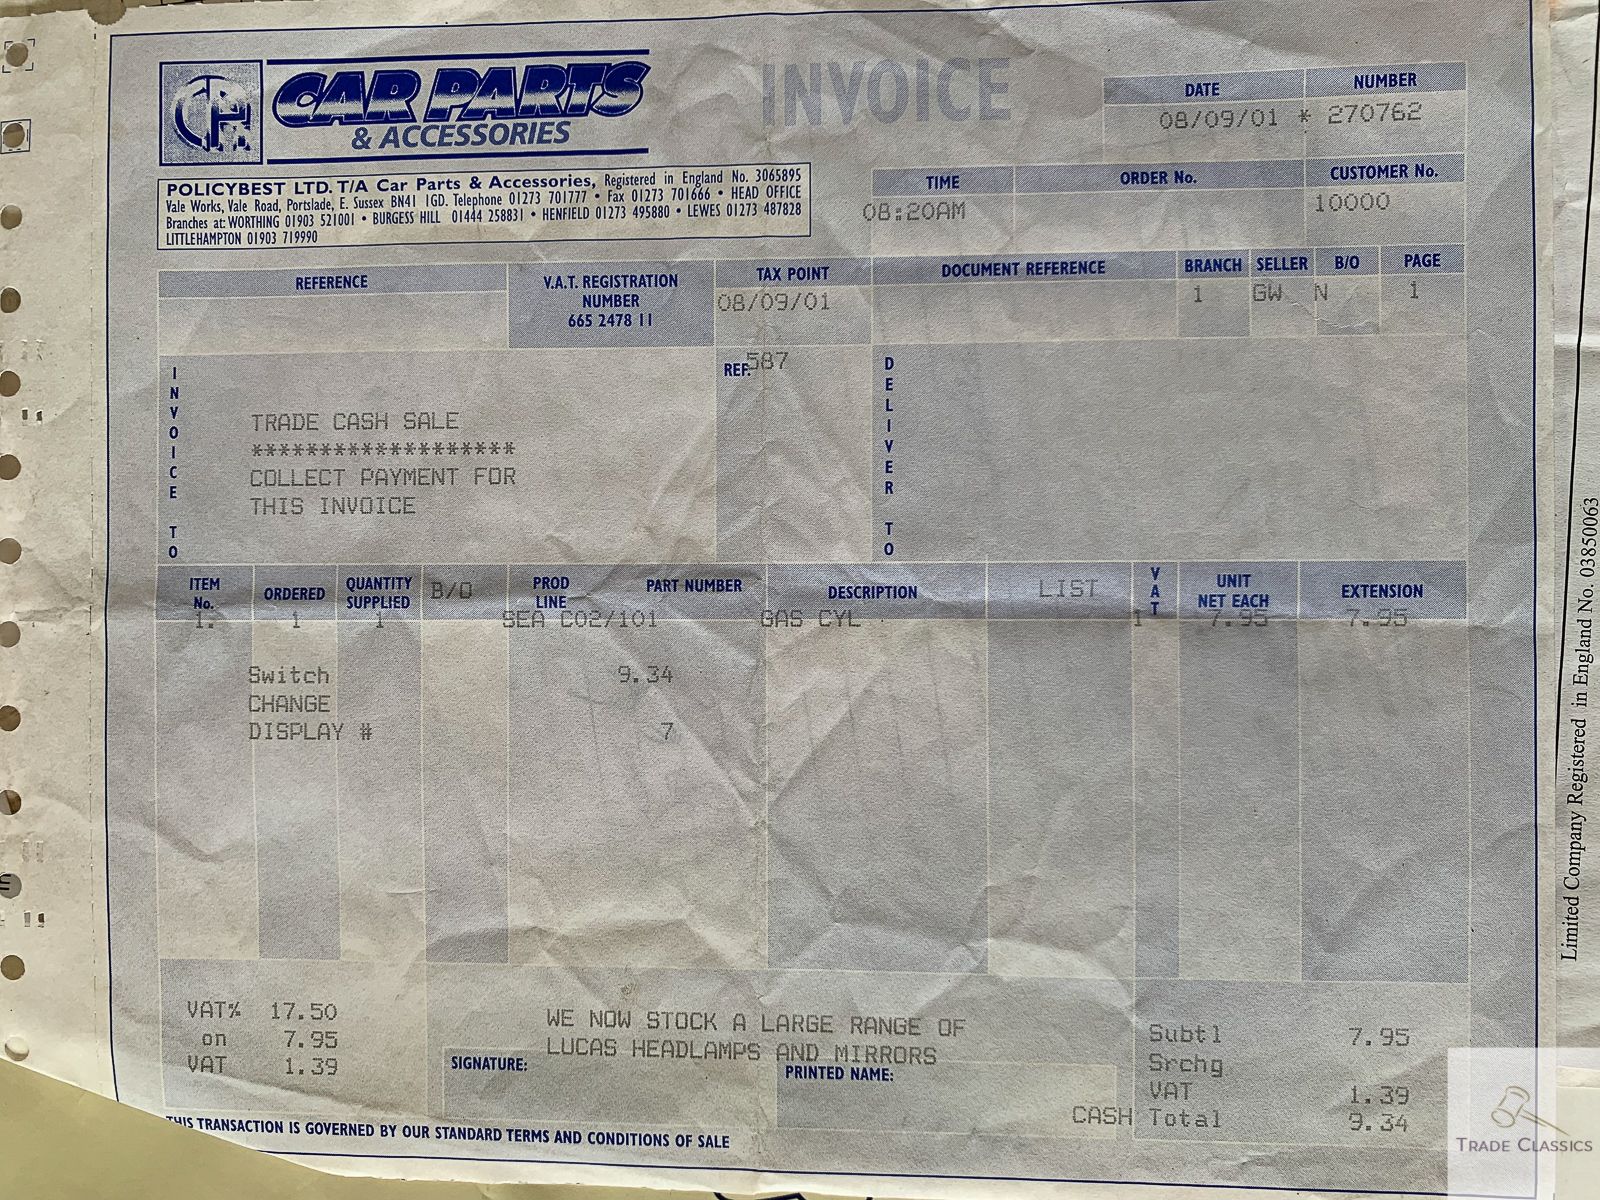 CAR PARTS
& ACCESSORIES
INVOICE
DATE NUMBER
08/09/01 * 270762
POLICYBEST LTD. T/A Car Parts & Accessories, Registered in England No. 3065895
Vale Works, Vale Road, Portslade, E. Sussex BN41 1GD. Telephone 01273 701777 • Fax 01273 701666 • HEAD OFFICE
Branches at: WORTHING 01903 521001 • BURGESS HILL 01444 258831 • HENFIELD 01273 495880 • LEWES 01273 487828
LITTLEHAMPTON 01903 719990
TIME ORDER No. CUSTOMER No.
08:20AM 10000
REFERENCE V.A.T. REGISTRATION NUMBER 665 2478 11 TAX POINT DOCUMENT REFERENCE BRANCH SELLER B/O PAGE
08/09/01 1 GW N 1
INVOICE TO
REF. 587
DELIVER TO
TRADE CASH SALE
*******************
COLLECT PAYMENT FOR
THIS INVOICE
ITEM No. ORDERED QUANTITY SUPPLIED B/O PROD LINE PART NUMBER DESCRIPTION LIST VAT UNIT NET EACH EXTENSION
1. 1 1 SEA CO2/101 GAS CYL 1 7.95 7.95
Switch 9.34
CHANGE
DISPLAY # 7
VAT% 17.50
on 7.95
VAT 1.39
WE NOW STOCK A LARGE RANGE OF
LUCAS HEADLAMPS AND MIRRORS
SIGNATURE: PRINTED NAME:
Subtl 7.95
Srchg
VAT 1.39
CASH Total 9.34
THIS TRANSACTION IS GOVERNED BY OUR STANDARD TERMS AND CONDITIONS OF SALE
Limited Company Registered in England No. 03850063
TRADE CLASSICS